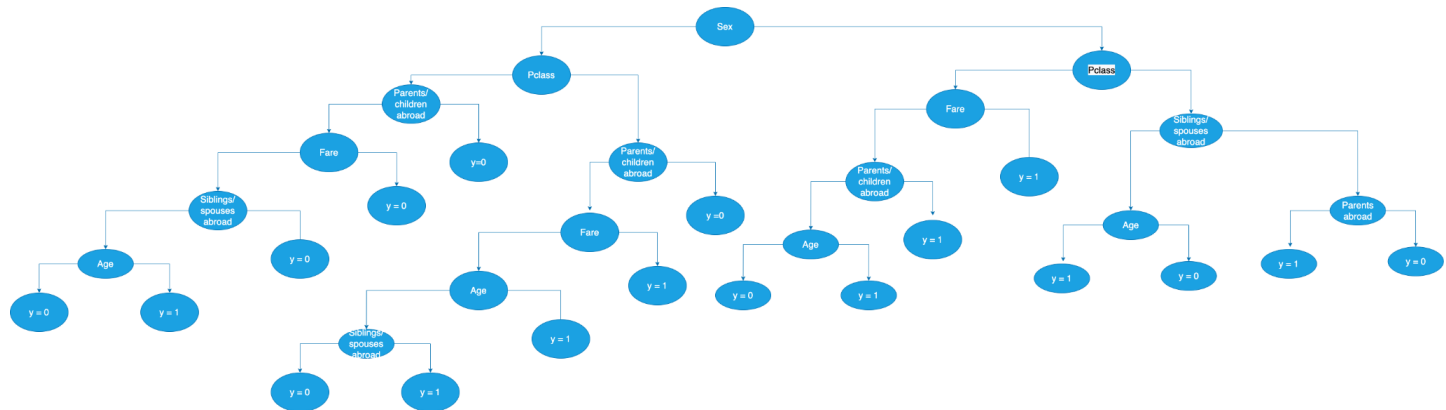 Sex
Pclass
Pclass
Parents/
children
abroad
Fare
Siblings/
spouses
abroad
Fare
y=0
Parents/
children
abroad
y = 1
Parents/
children
abroad
Siblings/
spouses
abroad
y = 0
y =0
Parents
abroad
Fare
y = 1
Age
Age
y = 0
Age
y = 1
y = 0
y = 1
y = 0
Age
y = 1
y = 0
y = 1
y = 0
y = 1
y = 1
Siblings/
spouses
abroad
y = 0
y = 1